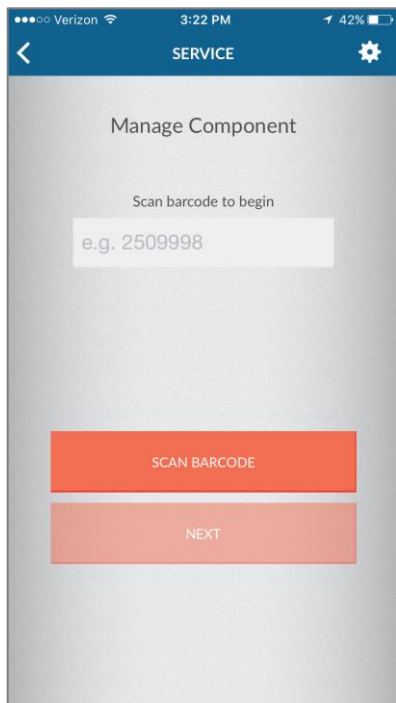 Verizon 3:22 PM 42%
SERVICE
Manage Component
Scan barcode to begin
e.g. 2509998
SCAN BARCODE
NEXT